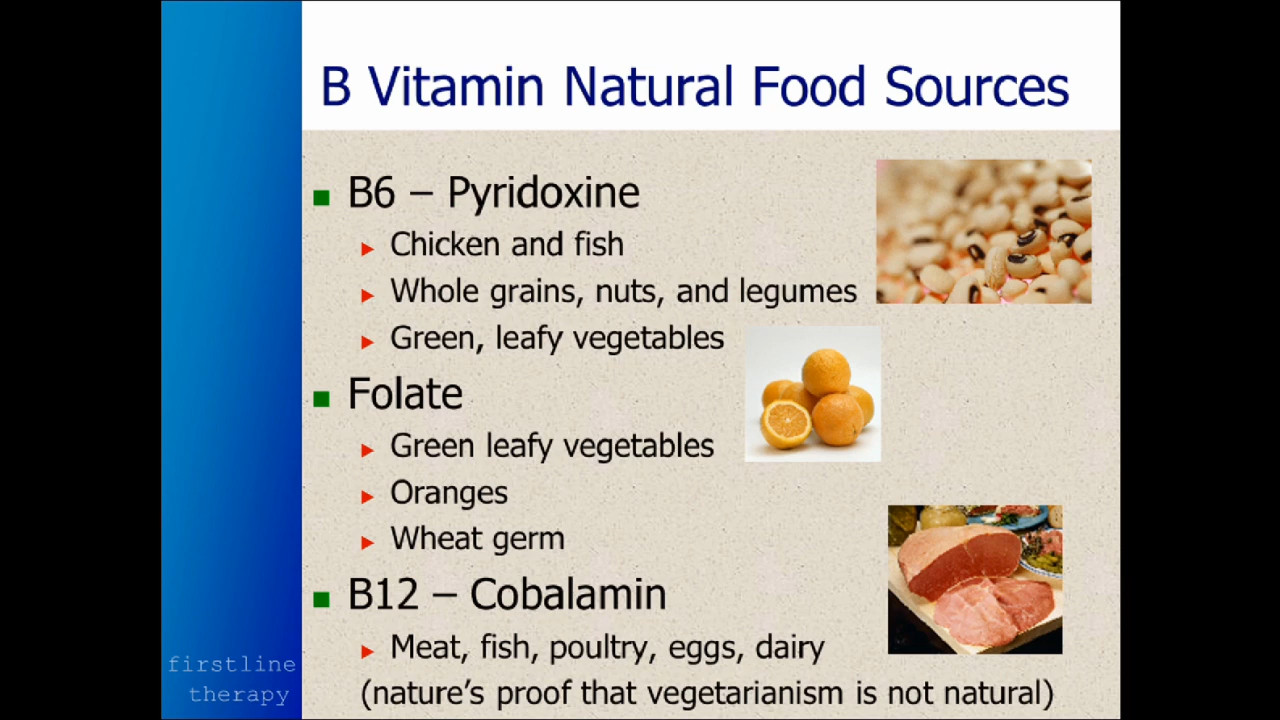 B Vitamin Natural Food Sources
B6 – Pyridoxine
Chicken and fish
Whole grains, nuts, and legumes
Green, leafy vegetables
Folate
Green leafy vegetables
Oranges
Wheat germ
B12 – Cobalamin
Meat, fish, poultry, eggs, dairy
(nature's proof that vegetarianism is not natural)
firstline
therapy